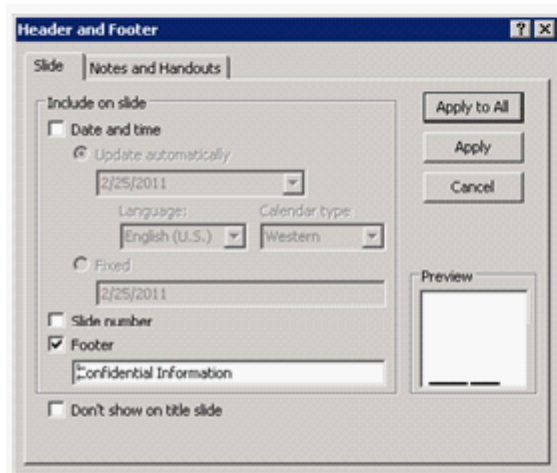 Header and Footer
Slide
Notes and Handouts
Include on slide
Date and time
Update automatically
2/25/2011
Language:
Calendar type
English (U.S.)
Western
Fixed
2/25/2011
Slide number
Footer
Confidential Information
Don't show on title slide
Apply to All
Apply
Cancel
Preview